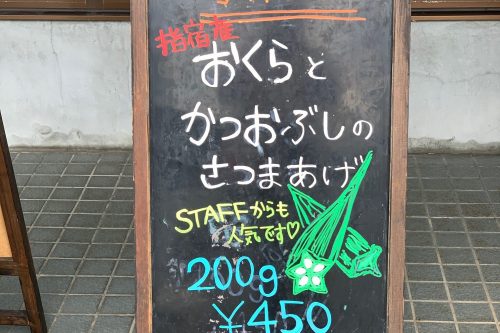 指宿産
おくらと
かつおぶしの
さつまあげ
STAFFからも
人気です♡
200g
¥450